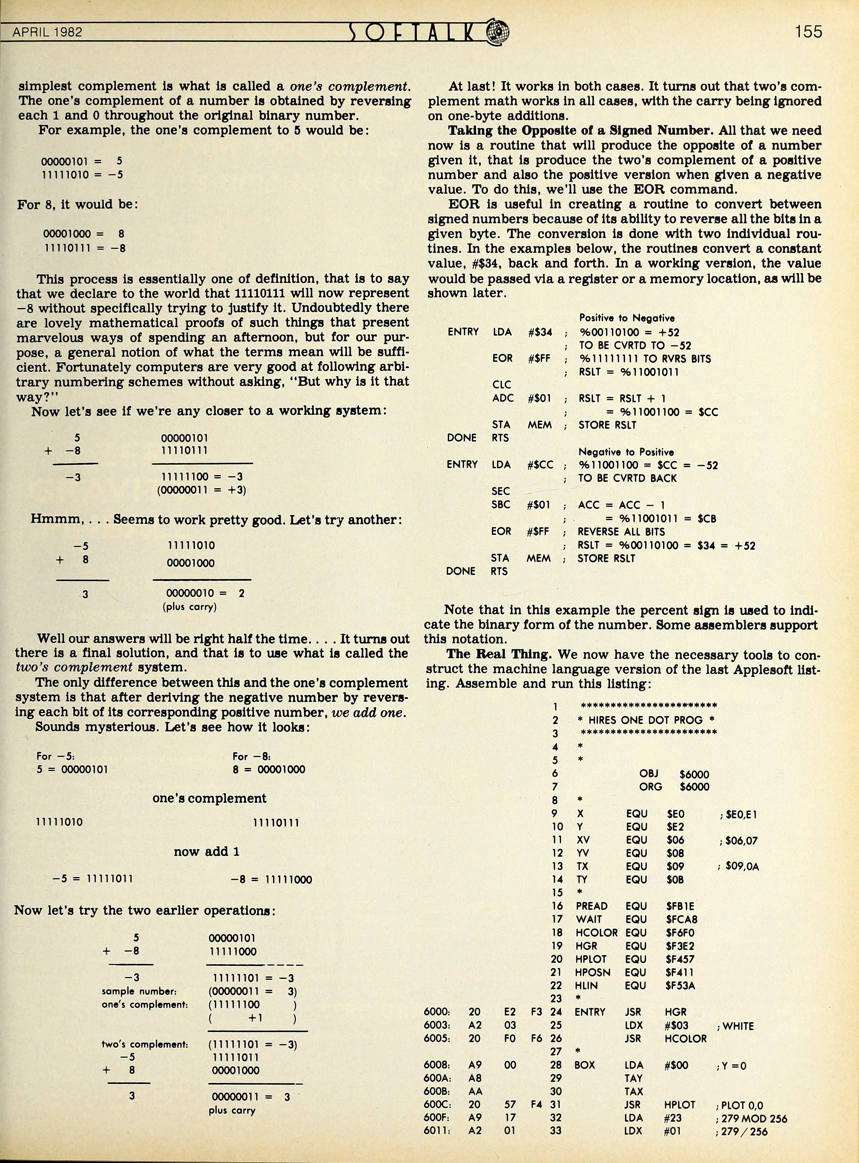 APRIL 1982
SOFTALK
155
simplest complement is what is called a one's complement.
The one's complement of a number is obtained by reversing
each 1 and 0 throughout the original binary number.
For example, the one's complement to 5 would be:
00000101 = 5
11111010 = −5
For 8, it would be:
00001000 = 8
11110111 = −8
This process is essentially one of definition, that is to say
that we declare to the world that 11110111 will now represent
−8 without specifically trying to justify it. Undoubtedly there
are lovely mathematical proofs of such things that present
marvelous ways of spending an afternoon, but for our pur-
pose, a general notion of what the terms mean will be suffi-
cient. Fortunately computers are very good at following arbi-
trary numbering schemes without asking, "But why is it that
way?"
Now let's see if we're any closer to a working system:
5 00000101
+ −8 11110111
−3 11111100 = −3
(00000011 = +3)
Hmmm, . . . Seems to work pretty good. Let's try another:
−5 11111010
+ 8 00001000
3 00000010 = 2
(plus carry)
Well our answers will be right half the time. . . . It turns out
there is a final solution, and that is to use what is called the
two's complement system.
The only difference between this and the one's complement
system is that after deriving the negative number by revers-
ing each bit of its corresponding positive number, we add one.
Sounds mysterious. Let's see how it looks:
For −5: For −8:
5 = 00000101 8 = 00001000
one's complement
11111010 11110111
now add 1
−5 = 11111011 −8 = 11111000
Now let's try the two earlier operations:
5 00000101
+ −8 11111000
−3 11111101 = −3
sample number: (00000011 = 3)
one's complement: (11111100 )
( +1 )
two's complement: (11111101 = −3)
−5 11111011
+ 8 00001000
3 00000011 = 3
plus carry
At last! It works in both cases. It turns out that two's com-
plement math works in all cases, with the carry being ignored
on one-byte additions.
Taking the Opposite of a Signed Number. All that we need
now is a routine that will produce the opposite of a number
given it, that is produce the two's complement of a positive
number and also the positive version when given a negative
value. To do this, we'll use the EOR command.
EOR is useful in creating a routine to convert between
signed numbers because of its ability to reverse all the bits in a
given byte. The conversion is done with two individual rou-
tines. In the examples below, the routines convert a constant
value, #$34, back and forth. In a working version, the value
would be passed via a register or a memory location, as will be
shown later.
Positive to Negative
ENTRY LDA #$34 ; %00110100 = +52
; TO BE CVRTD TO −52
EOR #$FF ; %11111111 TO RVRS BITS
; RSLT = %11001011
CLC
ADC #$01 ; RSLT = RSLT + 1
; = %11001100 = $CC
STA MEM ; STORE RSLT
DONE RTS
Negative to Positive
ENTRY LDA #$CC ; %11001100 = $CC = −52
; TO BE CVRTD BACK
SEC
SBC #$01 ; ACC = ACC − 1
; = %11001011 = $CB
EOR #$FF ; REVERSE ALL BITS
; RSLT = %00110100 = $34 = +52
STA MEM ; STORE RSLT
DONE RTS
Note that in this example the percent sign is used to indi-
cate the binary form of the number. Some assemblers support
this notation.
The Real Thing. We now have the necessary tools to con-
struct the machine language version of the last Applesoft list-
ing. Assemble and run this listing:
1 ***********************
2 * HIRES ONE DOT PROG *
3 ***********************
4 *
5 *
6 OBJ $6000
7 ORG $6000
8 *
9 X EQU $E0 ; $E0,E1
10 Y EQU $E2
11 XV EQU $06 ; $06,07
12 YV EQU $08
13 TX EQU $09 ; $09,0A
14 TY EQU $0B
15 *
16 PREAD EQU $FB1E
17 WAIT EQU $FCA8
18 HCOLOR EQU $F6F0
19 HGR EQU $F3E2
20 HPLOT EQU $F457
21 HPOSN EQU $F411
22 HLIN EQU $F53A
23 *
6000: 20 E2 F3 24 ENTRY JSR HGR
6003: A2 03 25 LDX #$03 ; WHITE
6005: 20 F0 F6 26 JSR HCOLOR
27 *
6008: A9 00 28 BOX LDA #$00 ; Y =0
600A: A8 29 TAY
600B: AA 30 TAX
600C: 20 57 F4 31 JSR HPLOT ; PLOT 0,0
600F: A9 17 32 LDA #23 ; 279 MOD 256
6011: A2 01 33 LDX #01 ; 279 / 256